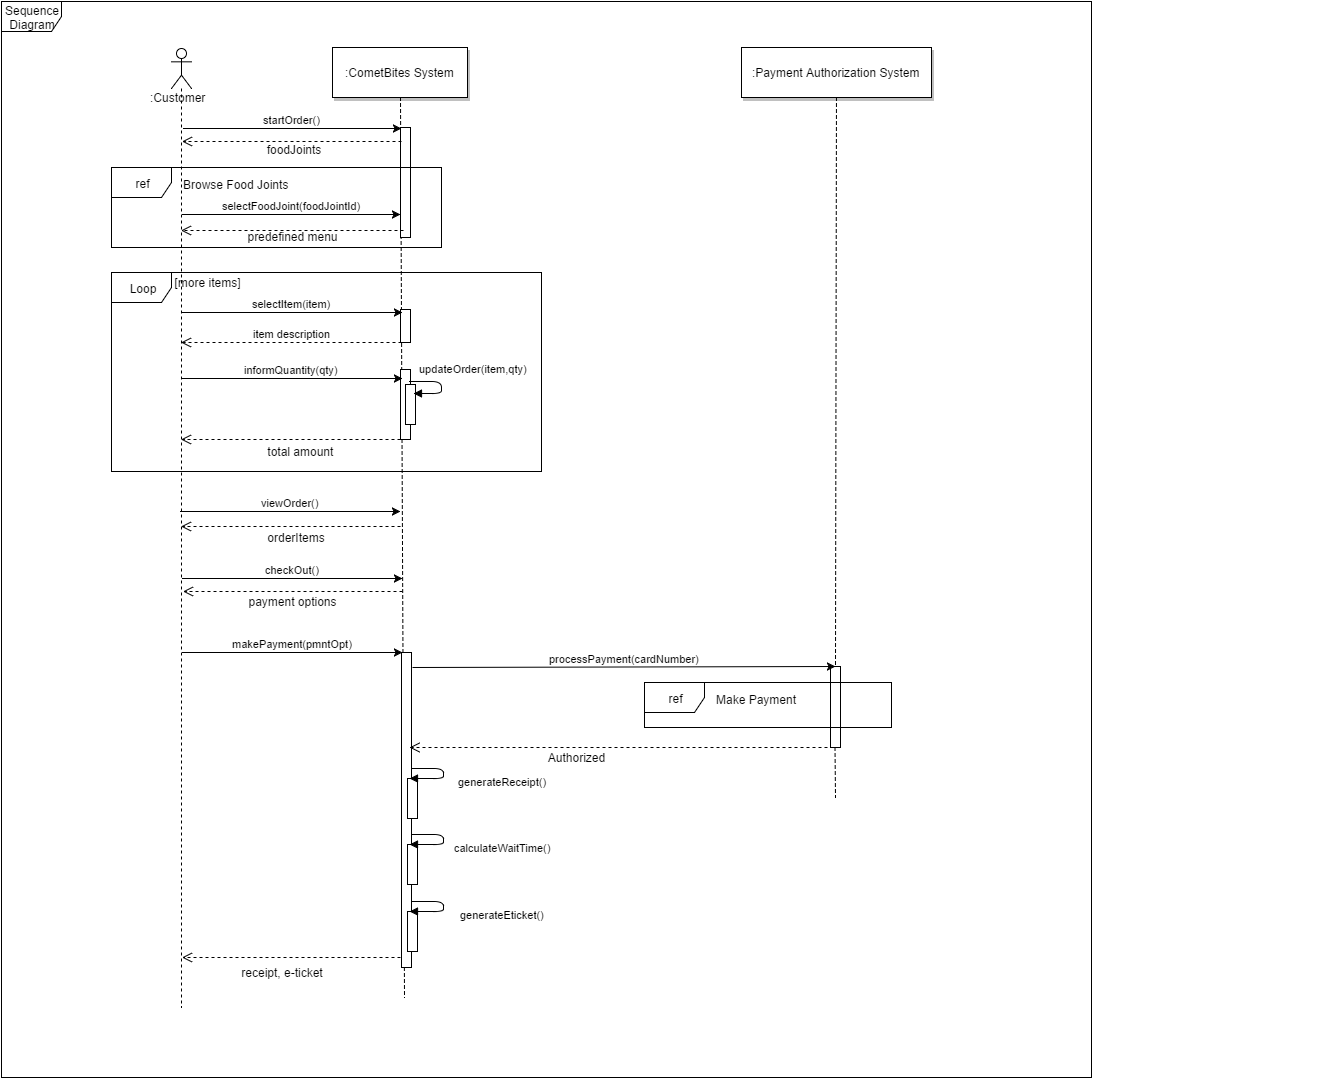 Sequence
Diagram
:Customer
:CometBites System
:Payment Authorization System
startOrder()
foodJoints
ref
Browse Food Joints
selectFoodJoint(foodJointId)
predefined menu
Loop
[more items]
selectItem(item)
item description
informQuantity(qty)
updateOrder(item,qty)
total amount
viewOrder()
orderItems
checkOut()
payment options
makePayment(pmntOpt)
processPayment(cardNumber)
ref
Make Payment
Authorized
generateReceipt()
calculateWaitTime()
generateEticket()
receipt, e-ticket